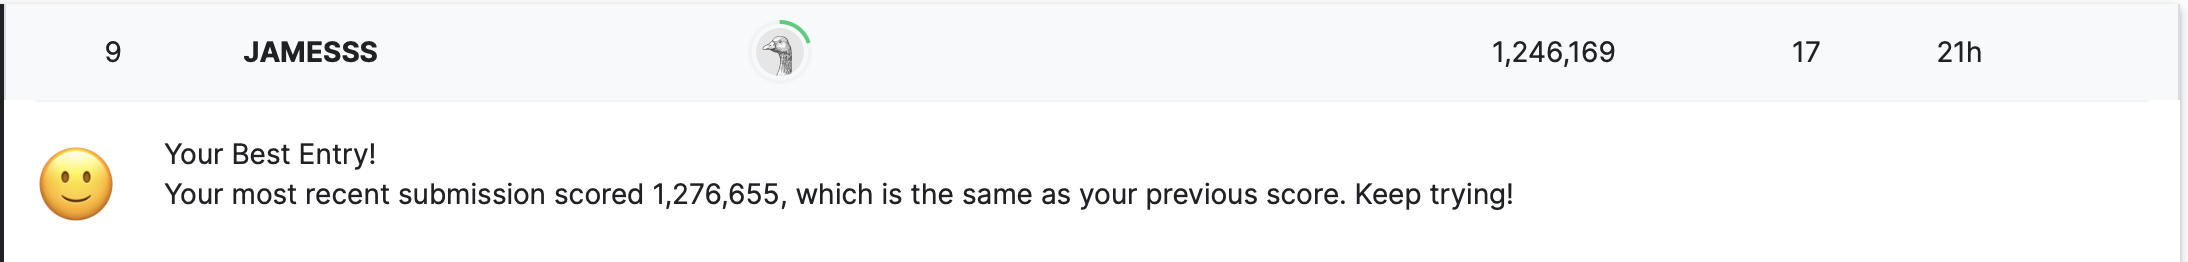 9 JAMESSS 1,246,169 17 21h
Your Best Entry!
Your most recent submission scored 1,276,655, which is the same as your previous score. Keep trying!